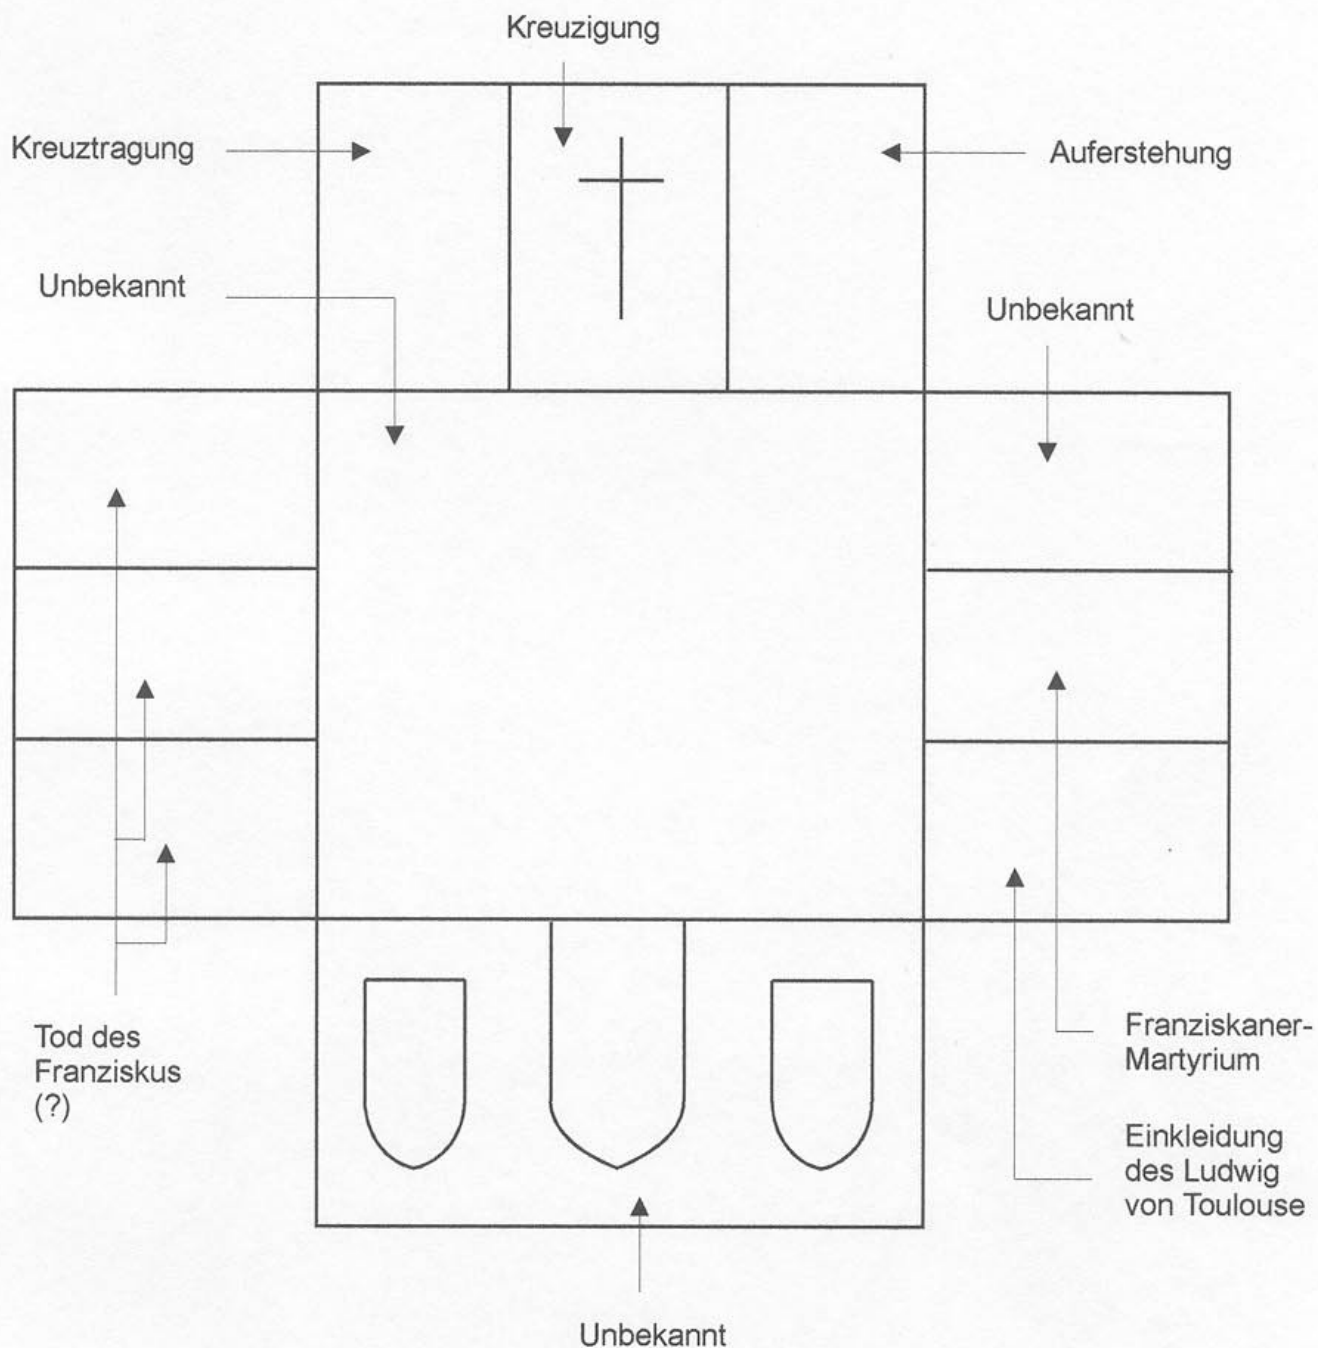 Kreuzigung
Kreuztragung
Auferstehung
Unbekannt
Unbekannt
Tod des
Franziskus
(?)
Franziskaner-
Martyrium
Einkleidung
des Ludwig
von Toulouse
Unbekannt